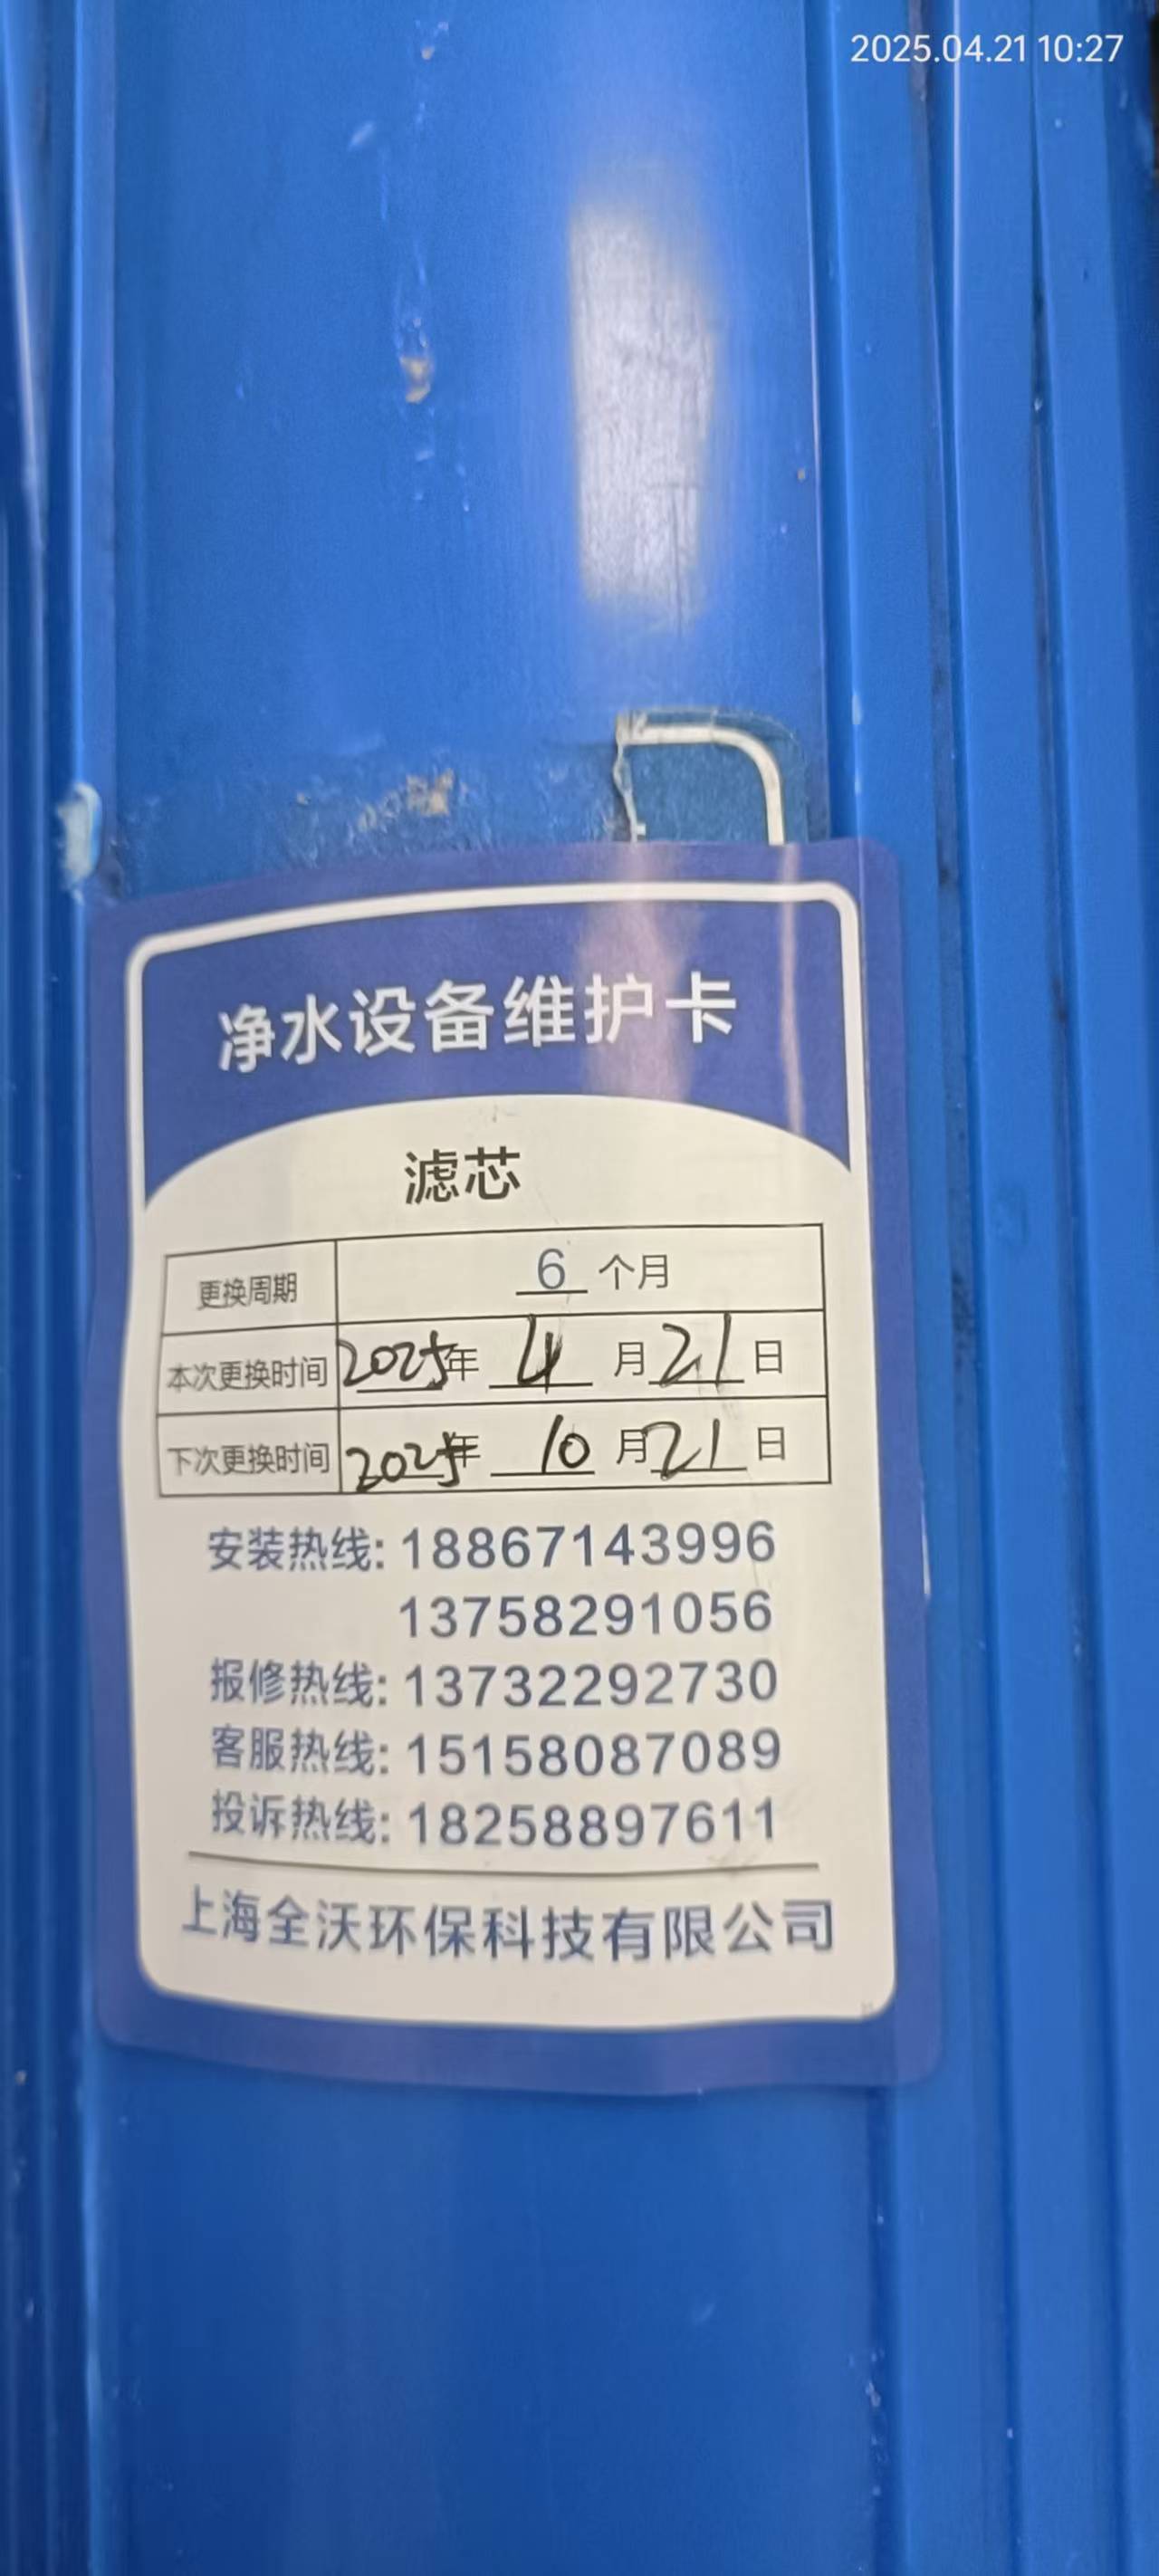 2025.04.21 10:27
净水设备维护卡
滤芯
更换周期 6 个月
本次更换时间 2025年 4 月 21 日
下次更换时间 2025年 10 月 21 日
安装热线: 18867143996
13758291056
报修热线: 13732292730
客服热线: 15158087089
投诉热线: 18258897611
上海全沃环保科技有限公司